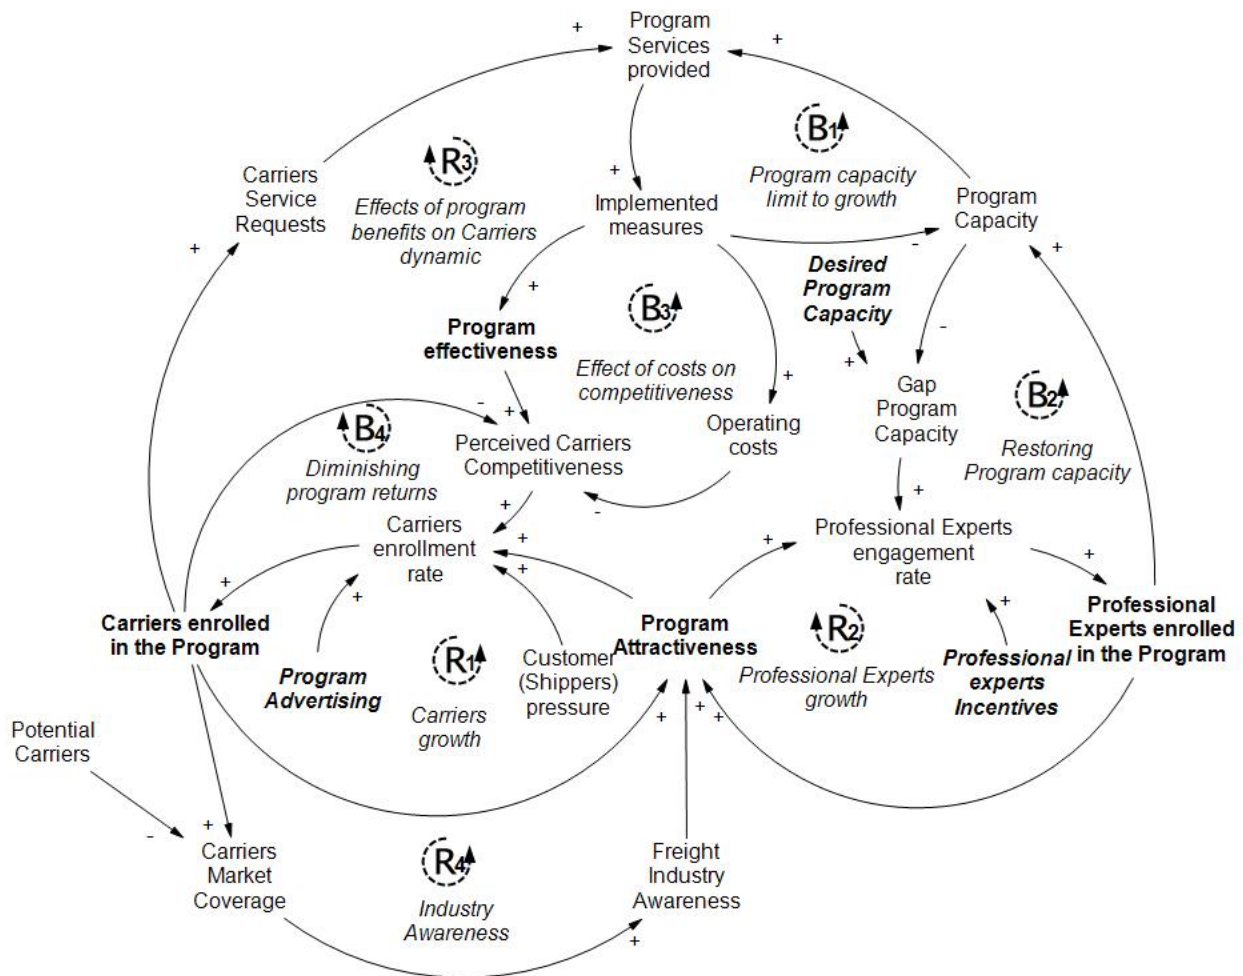 Program
Services
provided
+
+
B1
Program capacity
limit to growth
R3
Effects of program
benefits on Carriers
dynamic
Carriers
Service
Requests
+
+
Implemented
measures
Program
Capacity
-
+
Desired
Program
Capacity
+
-
+
Program
effectiveness
B3
Effect of costs on
competitiveness
+
Gap
Program
Capacity
B2
Restoring
Program capacity
-
+
B4
Diminishing
program returns
Perceived Carriers
Competitiveness
Operating
costs
-
+
+
Carriers
enrollment
rate
+
+
+
+
+
Professional Experts
engagement
rate
+
+
Carriers enrolled
in the Program
Program
Advertising
R1
Carriers
growth
Customer
(Shippers)
pressure
Program
Attractiveness
R2
Professional Experts
growth
Professional
experts
Incentives
Professional
Experts enrolled
in the Program
+
+
+
Potential
Carriers
-
+
Carriers
Market
Coverage
R4
Industry
Awareness
Freight
Industry
Awareness
+